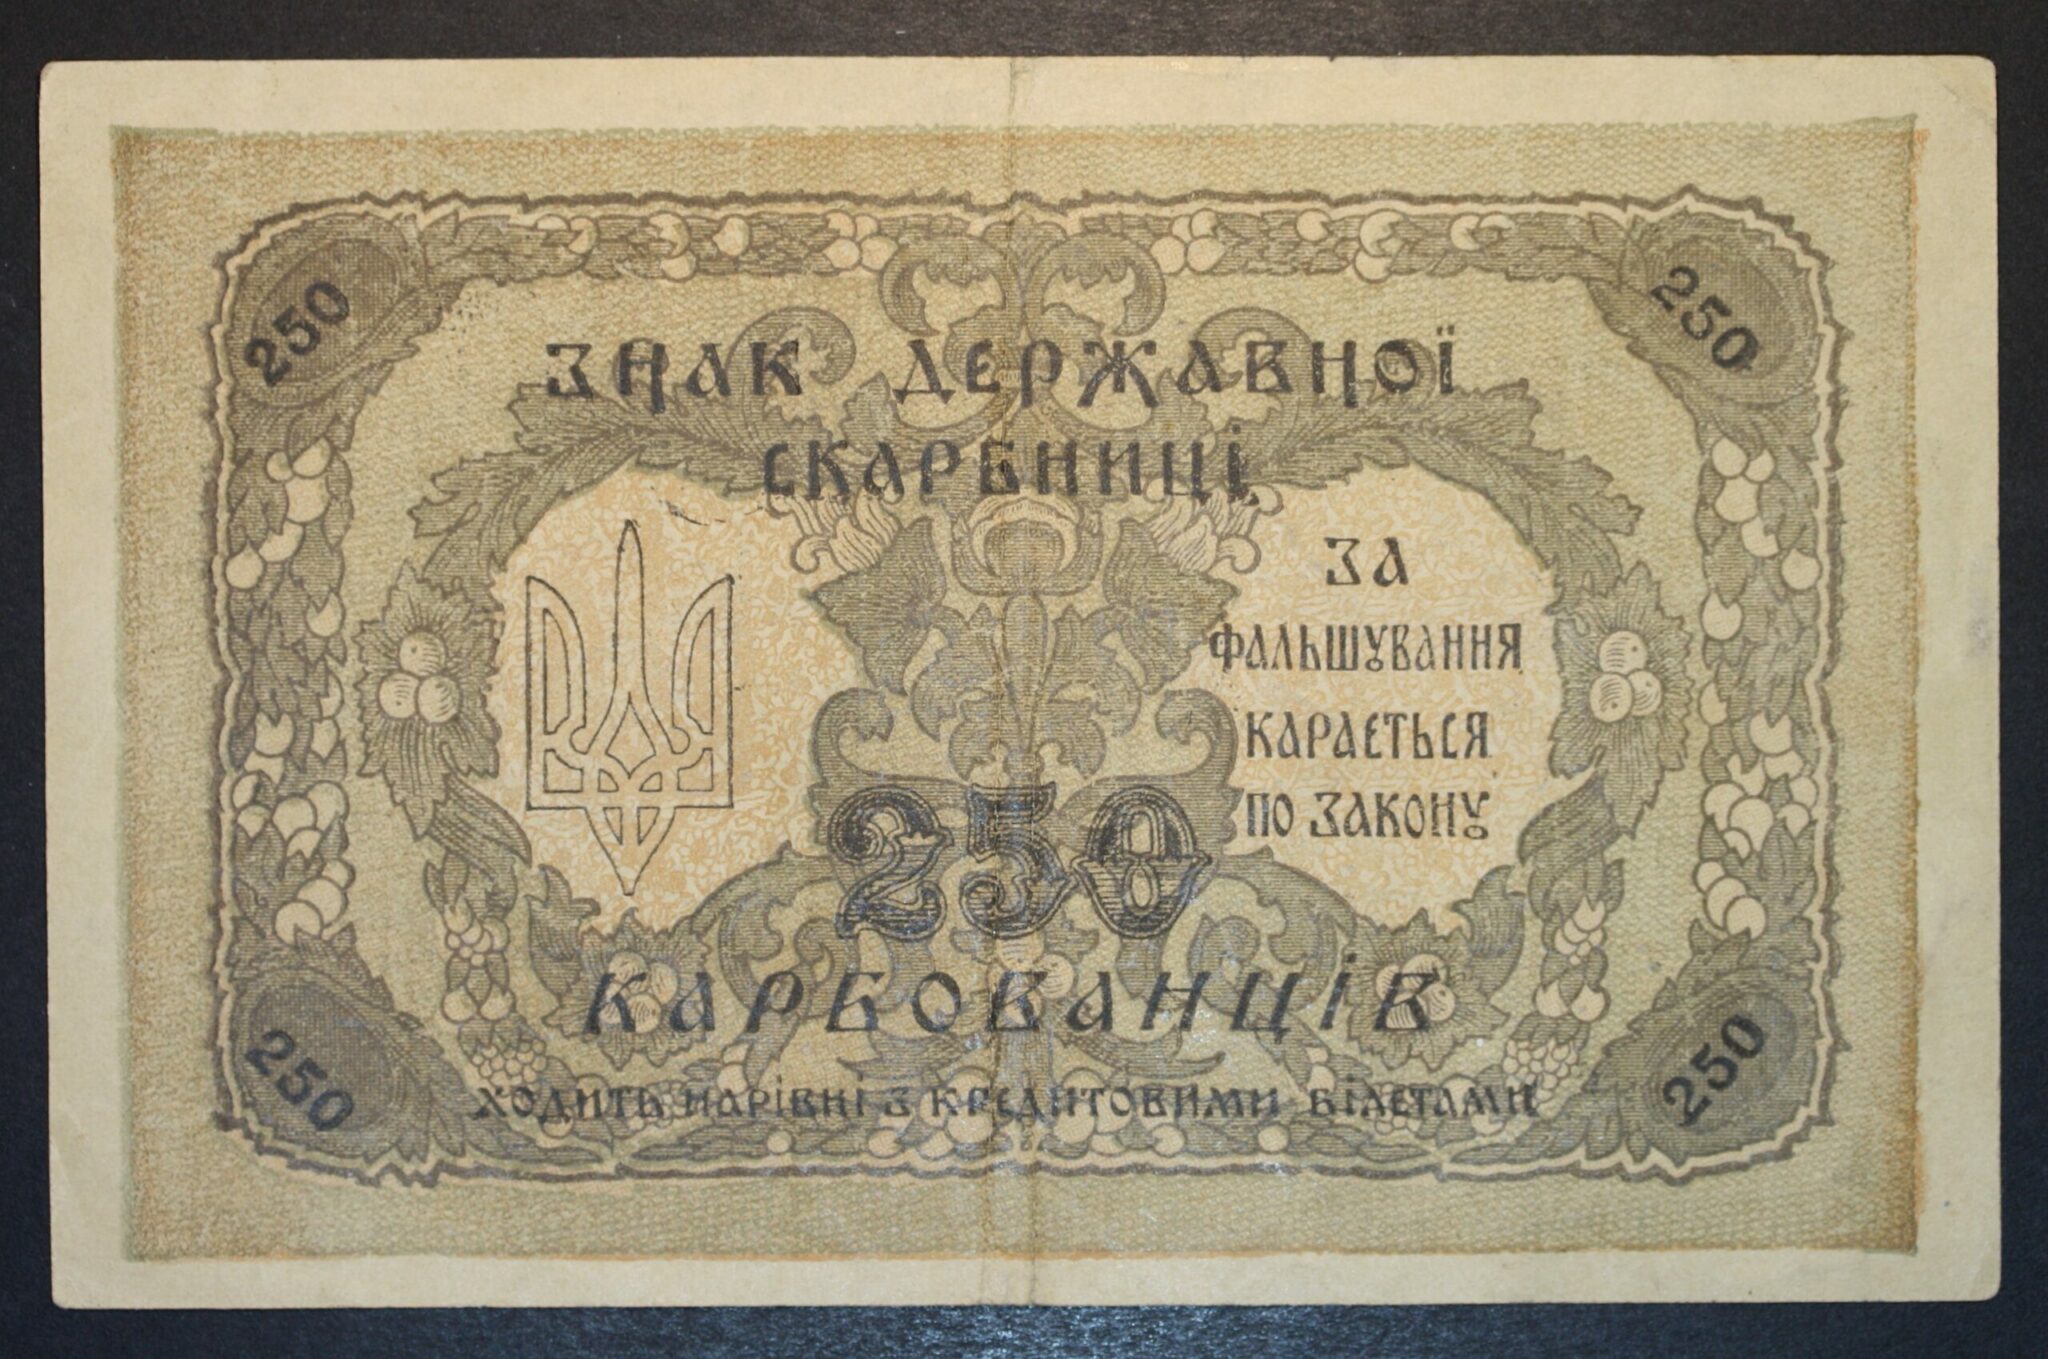 250
250
ЗНАК ДЕРЖАВНОЇ
СКАРБНИЦІ
ЗА
ФАЛЬШУВАННЯ
КАРАЄТЬСЯ
ПО ЗАКОНУ
250
КАРБОВАНЦІВ
250
250
ХОДИТЬ НАРІВНІ З КРЕДИТОВИМИ БІЛЕТАМИ